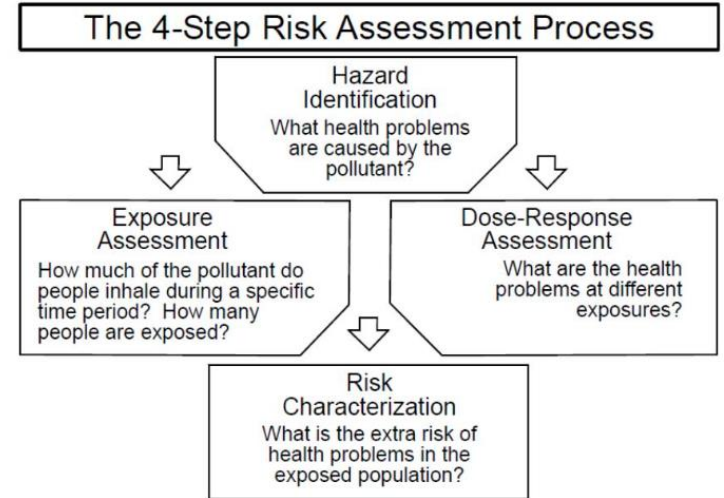 The 4-Step Risk Assessment Process
Hazard
Identification
What health problems
are caused by the
pollutant?
Exposure
Assessment
How much of the pollutant do
people inhale during a specific
time period? How many
people are exposed?
Dose-Response
Assessment
What are the health
problems at different
exposures?
Risk
Characterization
What is the extra risk of
health problems in the
exposed population?